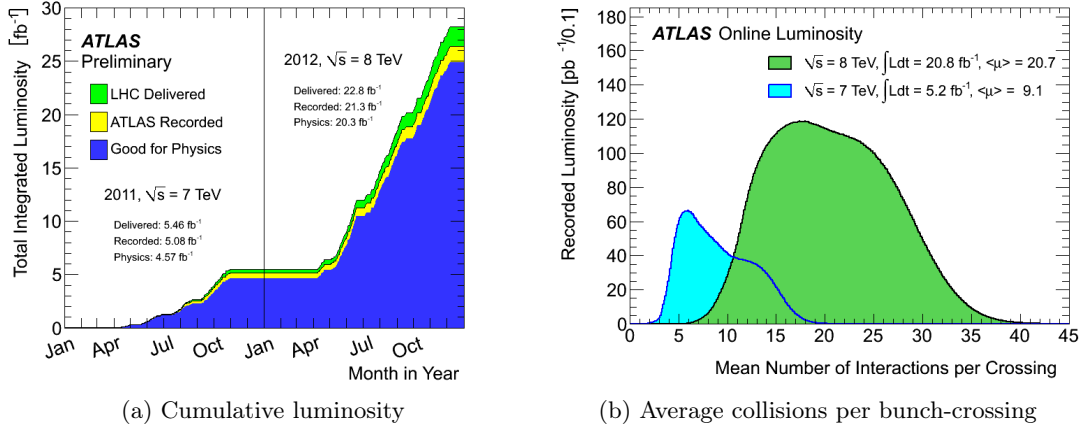 30
25
20
15
10
5
0
Total Integrated Luminosity [fb⁻¹]
ATLAS
Preliminary
LHC Delivered
ATLAS Recorded
Good for Physics
2011, √s = 7 TeV
Delivered: 5.46 fb⁻¹
Recorded: 5.08 fb⁻¹
Physics: 4.57 fb⁻¹
2012, √s = 8 TeV
Delivered: 22.8 fb⁻¹
Recorded: 21.3 fb⁻¹
Physics: 20.3 fb⁻¹
Jan Apr Jul Oct Jan Apr Jul Oct
Month in Year
(a) Cumulative luminosity
180
160
140
120
100
80
60
40
20
0
Recorded Luminosity [pb⁻¹/0.1]
ATLAS Online Luminosity
√s = 8 TeV, ∫Ldt = 20.8 fb⁻¹, <μ> = 20.7
√s = 7 TeV, ∫Ldt = 5.2 fb⁻¹, <μ> = 9.1
0 5 10 15 20 25 30 35 40 45
Mean Number of Interactions per Crossing
(b) Average collisions per bunch-crossing